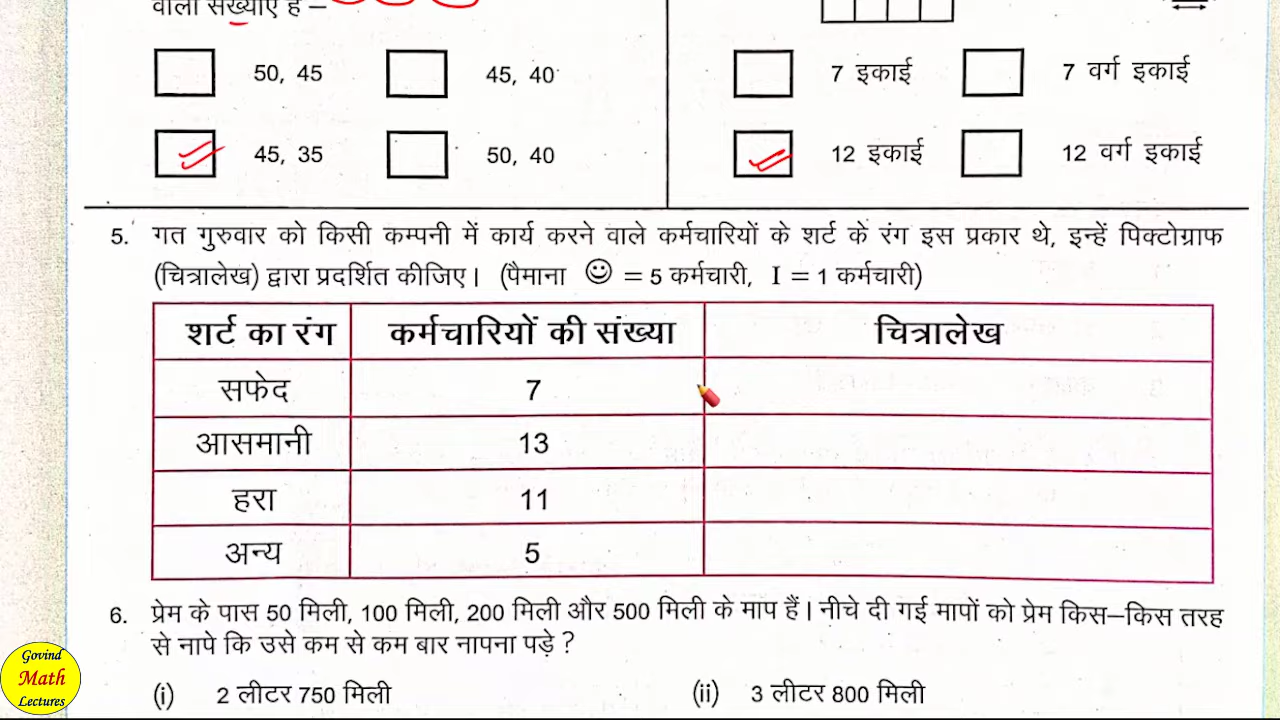 वाली संख्याएँ हैं –
50, 45
45, 40
45, 35
50, 40
7 इकाई
7 वर्ग इकाई
12 इकाई
12 वर्ग इकाई
5. गत गुरुवार को किसी कम्पनी में कार्य करने वाले कर्मचारियों के शर्ट के रंग इस प्रकार थे, इन्हें पिक्टोग्राफ
(चित्रालेख) द्वारा प्रदर्शित कीजिए। (पैमाना ☺ = 5 कर्मचारी, I = 1 कर्मचारी)
शर्ट का रंग कर्मचारियों की संख्या चित्रालेख
सफेद 7
आसमानी 13
हरा 11
अन्य 5
6. प्रेम के पास 50 मिली, 100 मिली, 200 मिली और 500 मिली के माप हैं। नीचे दी गई मापों को प्रेम किस–किस तरह
से नापे कि उसे कम से कम बार नापना पड़े ?
(i) 2 लीटर 750 मिली (ii) 3 लीटर 800 मिली
Govind
Math
Lectures